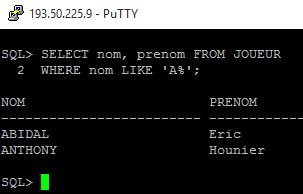 193.50.225.9 - PuTTY
SQL> SELECT nom, prenom FROM JOUEUR
2 WHERE nom LIKE 'A%';
NOM PRENOM
------------------------- ------------
ABIDAL Eric
ANTHONY Hounier
SQL>